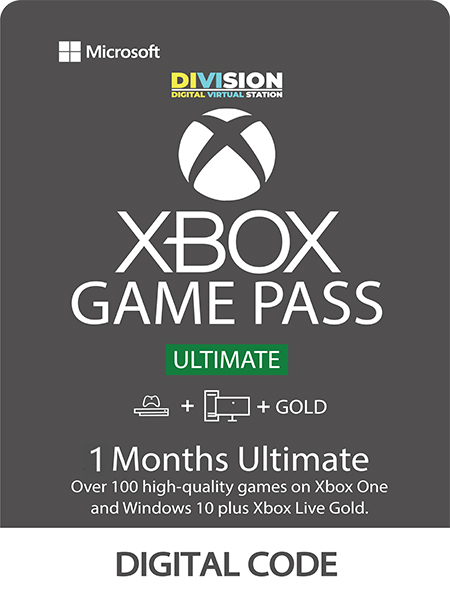 Microsoft
DIVISION
DIGITAL VIRTUAL STATION
XBOX
GAME PASS
ULTIMATE
+ + GOLD
1 Months Ultimate
Over 100 high-quality games on Xbox One
and Windows 10 plus Xbox Live Gold.
DIGITAL CODE